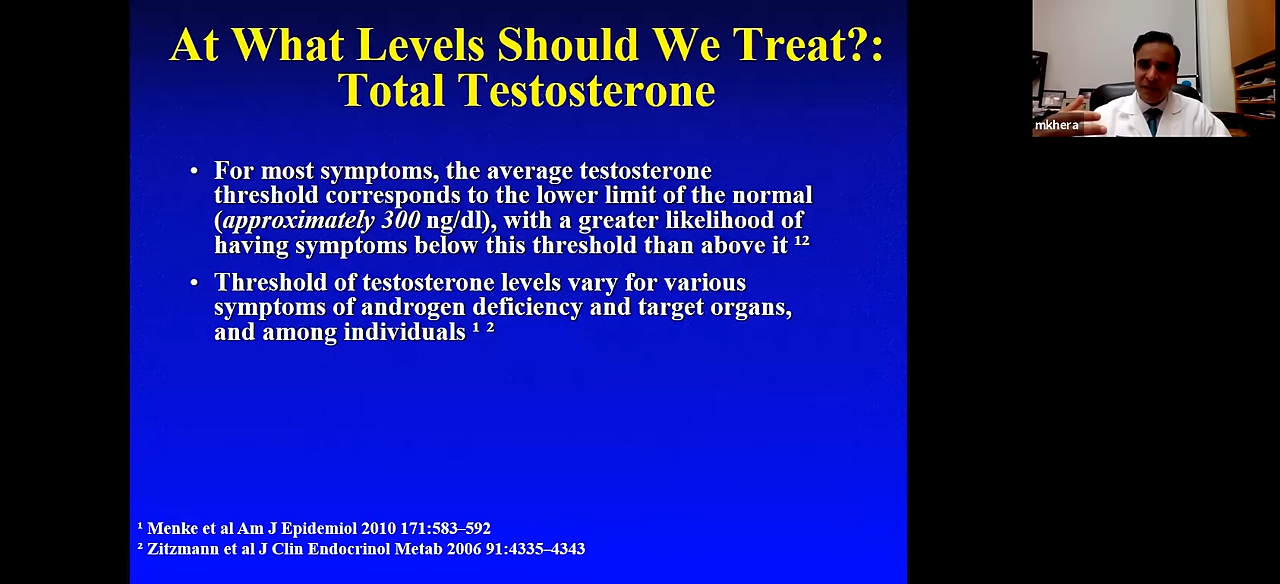 At What Levels Should We Treat?:
Total Testosterone
• For most symptoms, the average testosterone
threshold corresponds to the lower limit of the normal
(approximately 300 ng/dl), with a greater likelihood of
having symptoms below this threshold than above it ¹²
• Threshold of testosterone levels vary for various
symptoms of androgen deficiency and target organs,
and among individuals ¹ ²
¹ Menke et al Am J Epidemiol 2010 171:583–592
² Zitzmann et al J Clin Endocrinol Metab 2006 91:4335–4343
mkhera